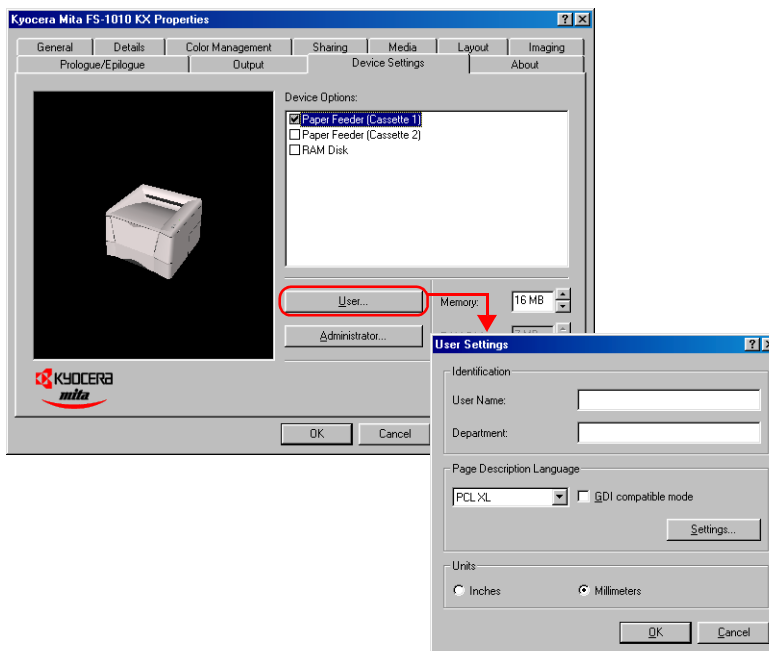 Kyocera Mita FS-1010 KX Properties
General Details Color Management Sharing Media Layout Imaging
Prologue/Epilogue Output Device Settings About
Device Options:
Paper Feeder (Cassette 1)
Paper Feeder (Cassette 2)
RAM Disk
User... Memory: 16 MB
Administrator...
KYOCERA
mita
OK Cancel
User Settings
Identification
User Name:
Department:
Page Description Language
PCL XL GDI compatible mode
Settings...
Units
Inches Millimeters
OK Cancel